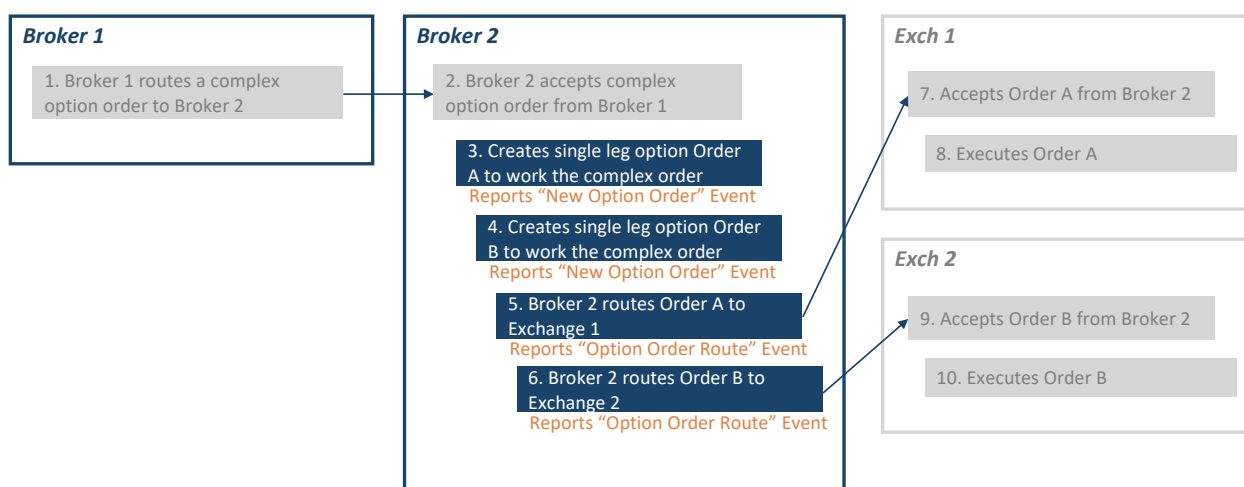 Broker 1
1. Broker 1 routes a complex
option order to Broker 2
Broker 2
2. Broker 2 accepts complex
option order from Broker 1
3. Creates single leg option Order
A to work the complex order
Reports “New Option Order” Event
4. Creates single leg option Order
B to work the complex order
Reports “New Option Order” Event
5. Broker 2 routes Order A to
Exchange 1
Reports “Option Order Route” Event
6. Broker 2 routes Order B to
Exchange 2
Reports “Option Order Route” Event
Exch 1
7. Accepts Order A from Broker 2
8. Executes Order A
Exch 2
9. Accepts Order B from Broker 2
10. Executes Order B